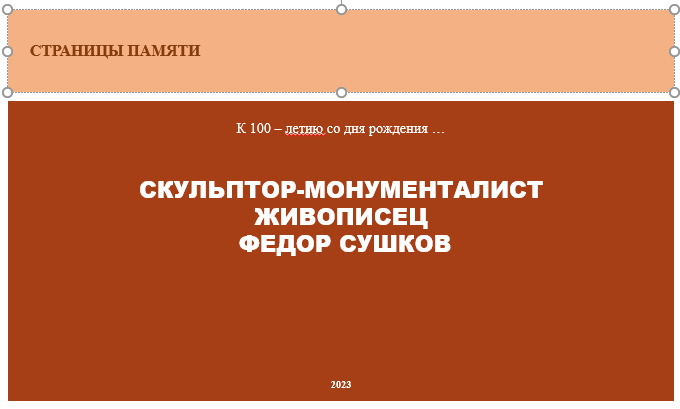 СТРАНИЦЫ ПАМЯТИ
К 100 – летию со дня рождения …
СКУЛЬПТОР-МОНУМЕНТАЛИСТ
ЖИВОПИСЕЦ
ФЕДОР СУШКОВ
2023